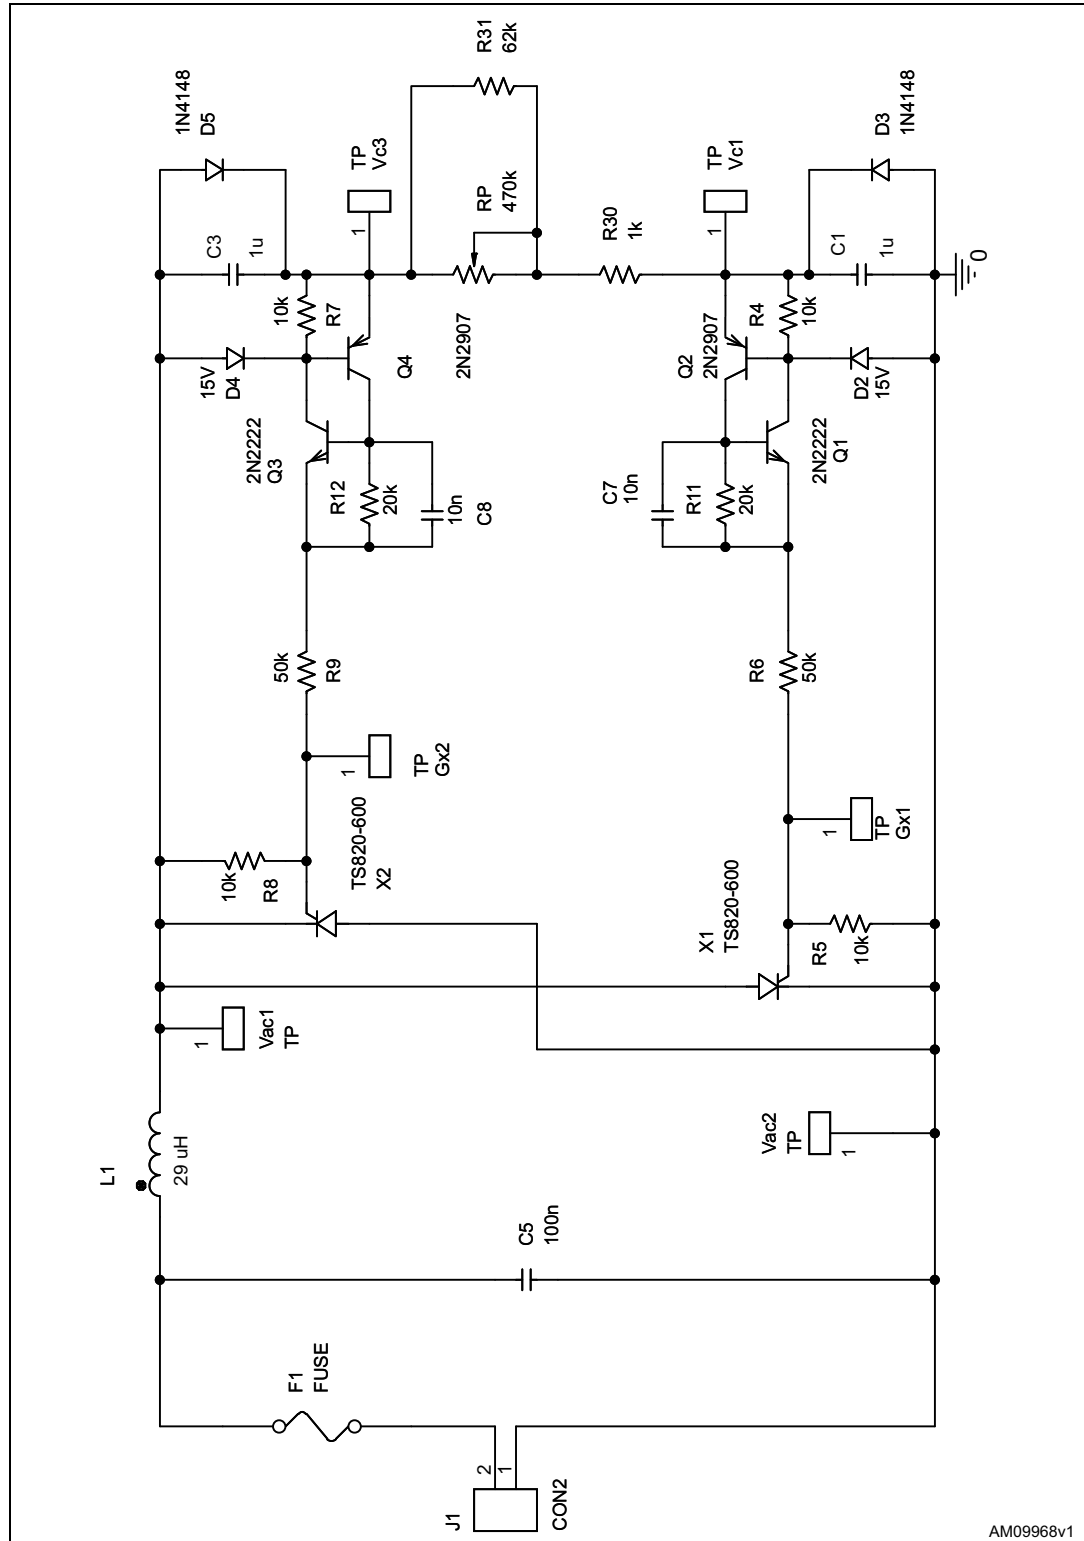 R31
62k
1N4148
D5
TP
Vc3
RP
470k
TP
Vc1
D3
1N4148
C3
1u
R30
1k
C1
1u
0
10k
R7
R4
10k
15V
D4
Q4
2N2907
Q2
2N2907
D2
15V
2N2222
Q3
2N2222
Q1
R12
20k
10n
C8
C7
10n
R11
20k
50k
R9
R6
50k
1
TP
Gx2
1
TP
Gx1
10k
R8
TS820-600
X2
X1
TS820-600
R5
10k
1
Vac1
TP
Vac2
TP
1
L1
29 uH
C5
100n
F1
FUSE
2
1
J1
CON2
1
1
AM09968v1